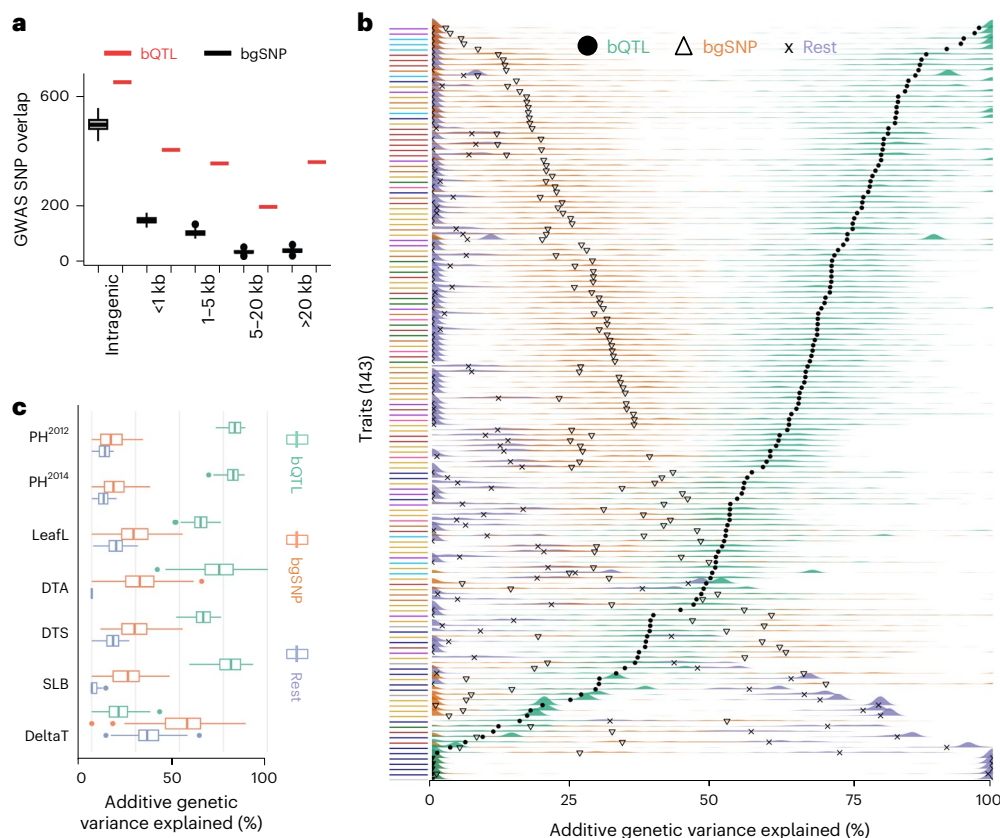 a
bQTL
bgSNP
GWAS SNP overlap
600
200
0
Intragenic
<1 kb
1–5 kb
5–20 kb
>20 kb
b
bQTL
bgSNP
x Rest
Traits (143)
0
25
50
75
100
Additive genetic variance explained (%)
c
PH2012
PH2014
LeafL
DTA
DTS
SLB
DeltaT
bQTL
bgSNP
Rest
0
50
100
Additive genetic
variance explained (%)